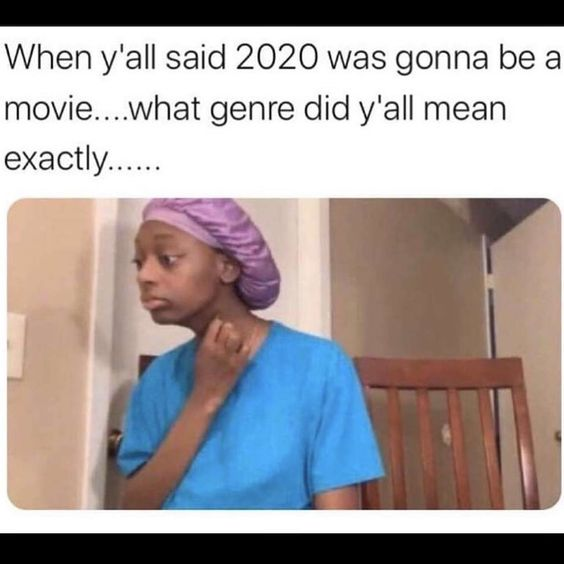 When y'all said 2020 was gonna be a
movie....what genre did y'all mean
exactly......